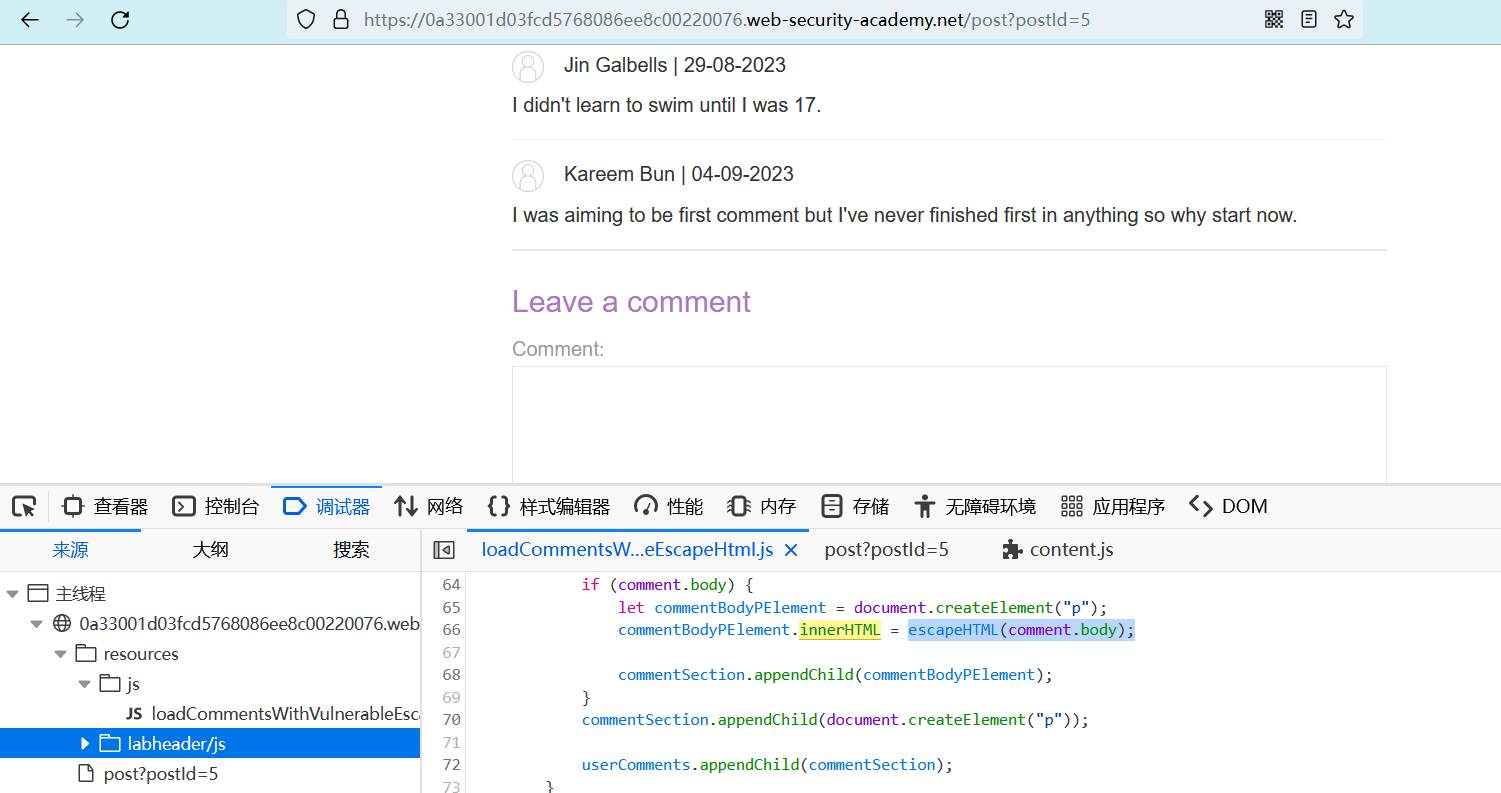 https://0a33001d03fcd5768086ee8c00220076.web-security-academy.net/post?postId=5
Jin Galbells | 29-08-2023
I didn't learn to swim until I was 17.
Kareem Bun | 04-09-2023
I was aiming to be first comment but I've never finished first in anything so why start now.
Leave a comment
Comment:
查看器 控制台 调试器 网络 样式编辑器 性能 内存 存储 无障碍环境 应用程序 DOM
来源 大纲 搜索
loadCommentsW...eEscapeHtml.js post?postId=5 content.js
主线程
0a33001d03fcd5768086ee8c00220076.web
resources
js
JS loadCommentsWithVulnerableEsc
labheader/js
post?postId=5
64 if (comment.body) {
65 let commentBodyPElement = document.createElement("p");
66 commentBodyPElement.innerHTML = escapeHTML(comment.body);
67
68 commentSection.appendChild(commentBodyPElement);
69 }
70 commentSection.appendChild(document.createElement("p"));
71
72 userComments.appendChild(commentSection);
73 }